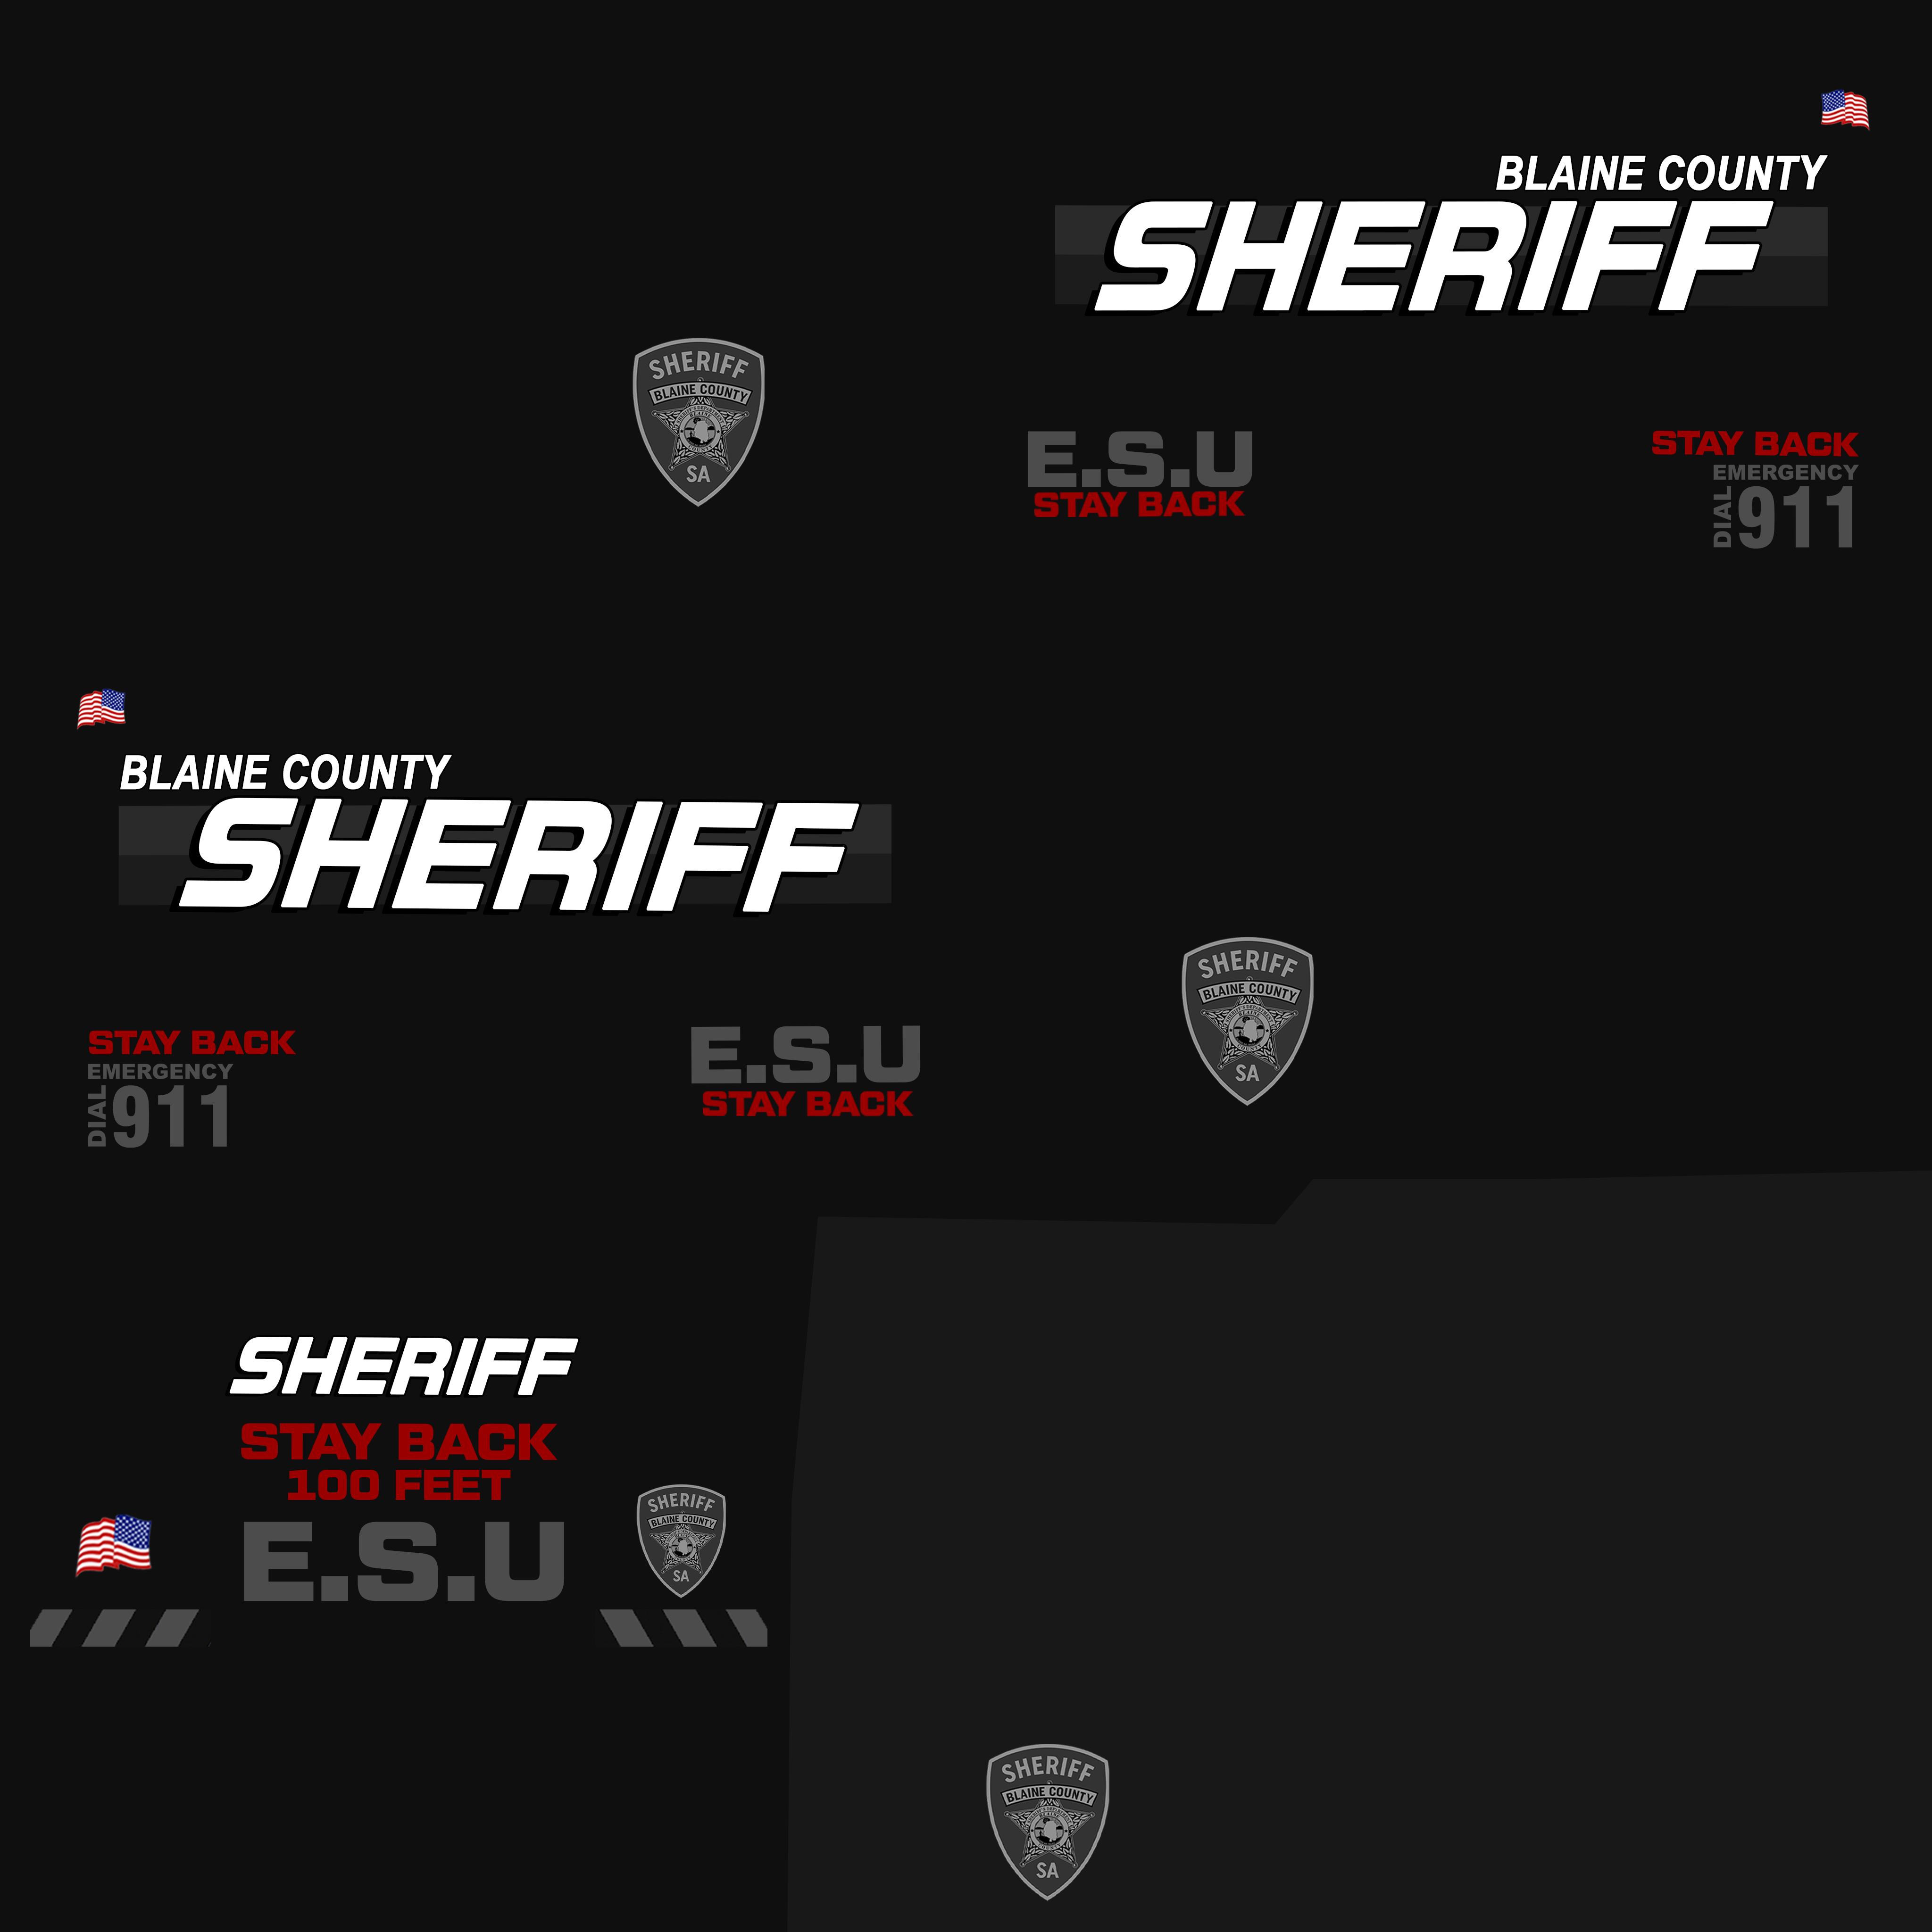 BLAINE COUNTY
SHERIFF
SHERIFF
BLAINE COUNTY
SA
E.S.U
STAY BACK
STAY BACK
EMERGENCY
DIAL 911
BLAINE COUNTY
SHERIFF
STAY BACK
EMERGENCY
DIAL 911
E.S.U
STAY BACK
SHERIFF
BLAINE COUNTY
SA
SHERIFF
STAY BACK
100 FEET
E.S.U
SHERIFF
BLAINE COUNTY
SA
SHERIFF
BLAINE COUNTY
SA